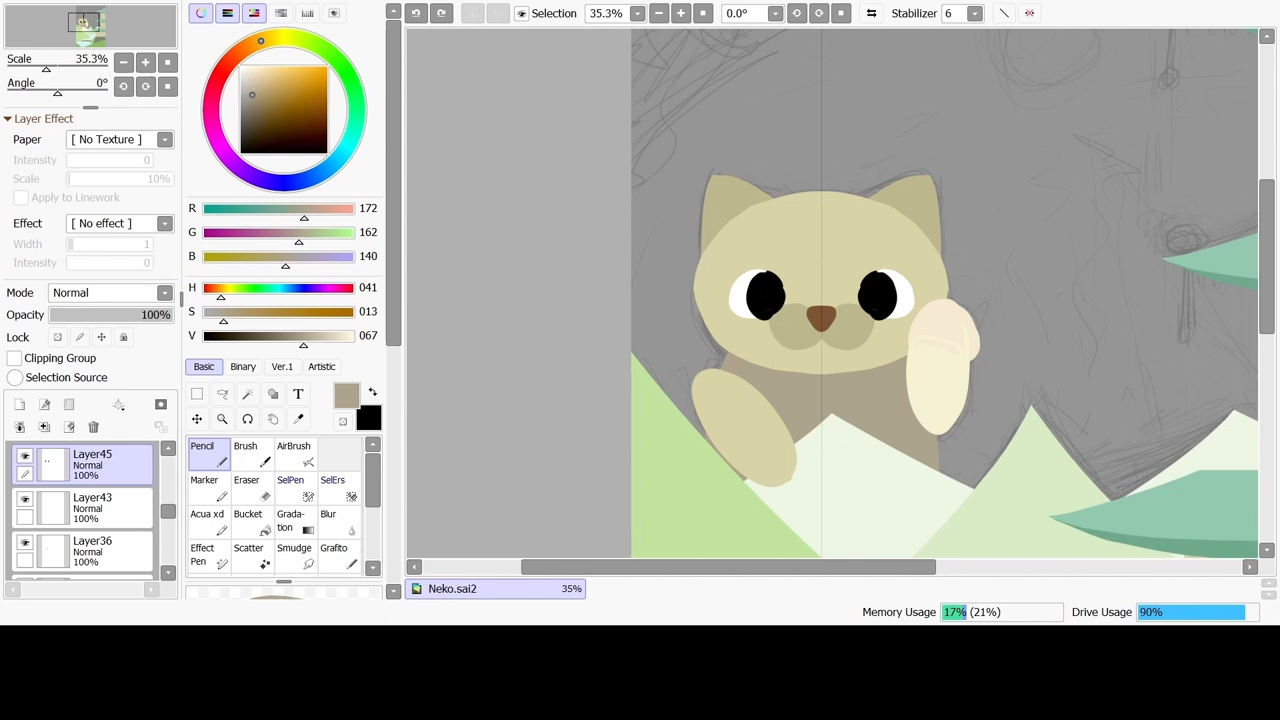 Selection 35.3% 0.0° Stabilizer 6
Scale 35.3%
Angle 0°
Layer Effect
Paper [ No Texture ]
Intensity 0
Scale 10%
Apply to Linework
Effect [ No effect ]
Width 1
Intensity 0
Mode Normal
Opacity 100%
Lock
Clipping Group
Selection Source
Layer45
Normal
100%
Layer43
Normal
100%
Layer36
Normal
100%
R 172
G 162
B 140
H 041
S 013
V 067
Basic Binary Ver.1 Artistic
T
Pencil Brush AirBrush
Marker Eraser SelPen SelErs
Acua xd Bucket Grada-tion Blur
Effect Pen Scatter Smudge Grafito
Neko.sai2 35%
Memory Usage 17% (21%) Drive Usage 90%